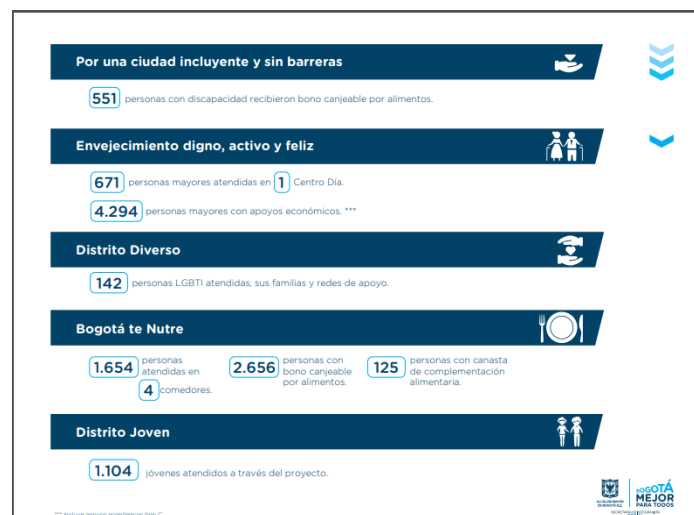 Por una ciudad incluyente y sin barreras
551 personas con discapacidad recibieron bono canjeable por alimentos.
Envejecimiento digno, activo y feliz
671 personas mayores atendidas en 1 Centro Día.
4.294 personas mayores con apoyos económicos. ***
Distrito Diverso
142 personas LGBTI atendidas, sus familias y redes de apoyo.
Bogotá te Nutre
1.654 personas
atendidas en
4 comedores.
2.656 personas con
bono canjeable
por alimentos.
125 personas con canasta
de complementación
alimentaria.
Distrito Joven
1.104 jóvenes atendidos a través del proyecto.
BOGOTÁ
MEJOR
PARA TODOS